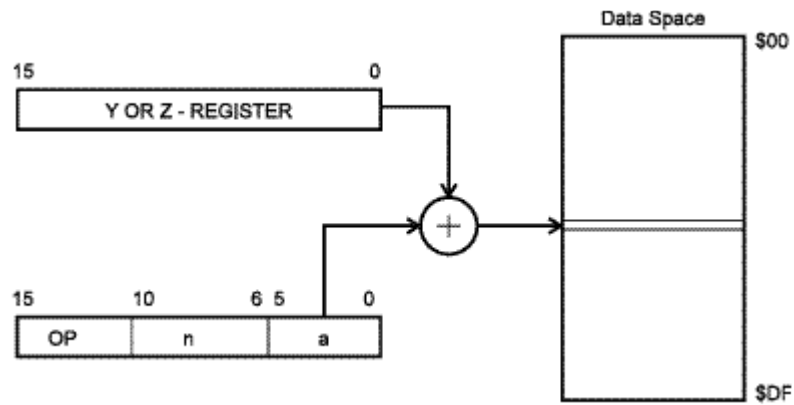 Data Space
$00
15 0
Y OR Z - REGISTER
15 10 6 5 0
OP n a
$DF